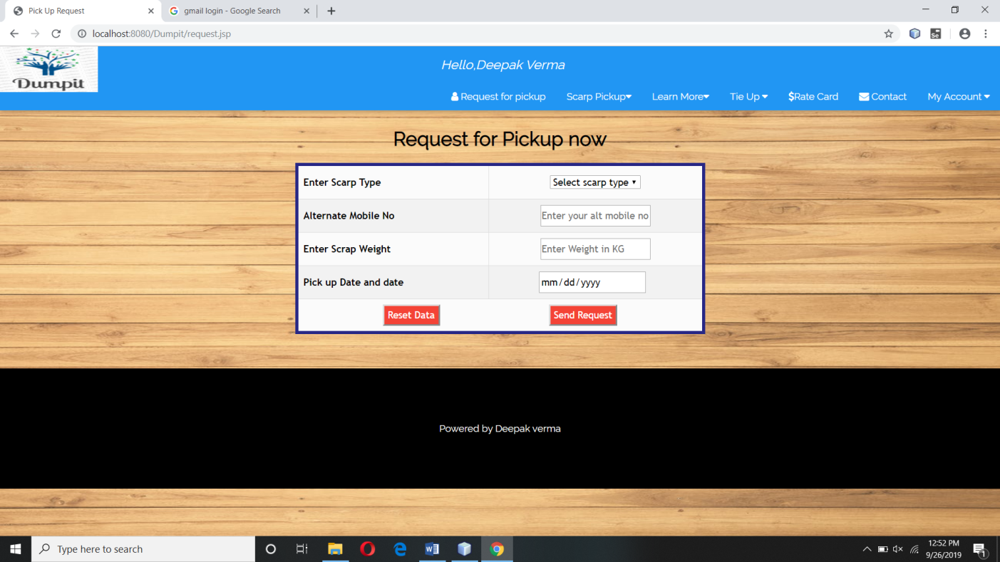 Pick Up Request
gmail login - Google Search
localhost:8080/Dumpit/request.jsp
Se
Dumpit
Hello,Deepak Verma
Request for pickup Scarp Pickup Learn More Tie Up $Rate Card Contact My Account
Request for Pickup now
Enter Scarp Type Select scarp type
Alternate Mobile No Enter your alt mobile no
Enter Scrap Weight Enter Weight in KG
Pick up Date and date mm/dd/yyyy
Reset Data Send Request
Powered by Deepak verma
Type here to search
12:52 PM
9/26/2019
1